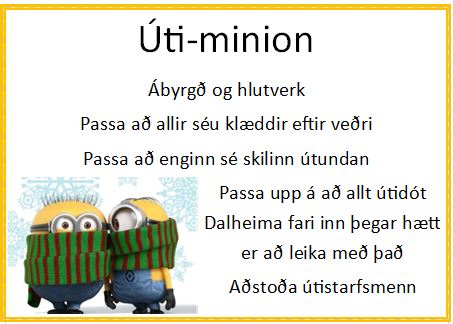 Úti-minion
Ábyrgð og hlutverk
Passa að allir séu klæddir eftir veðri
Passa að enginn sé skilinn útundan
Passa upp á að allt útidót
Dalheima fari inn þegar hætt
er að leika með það
Aðstoða útistarfsmenn